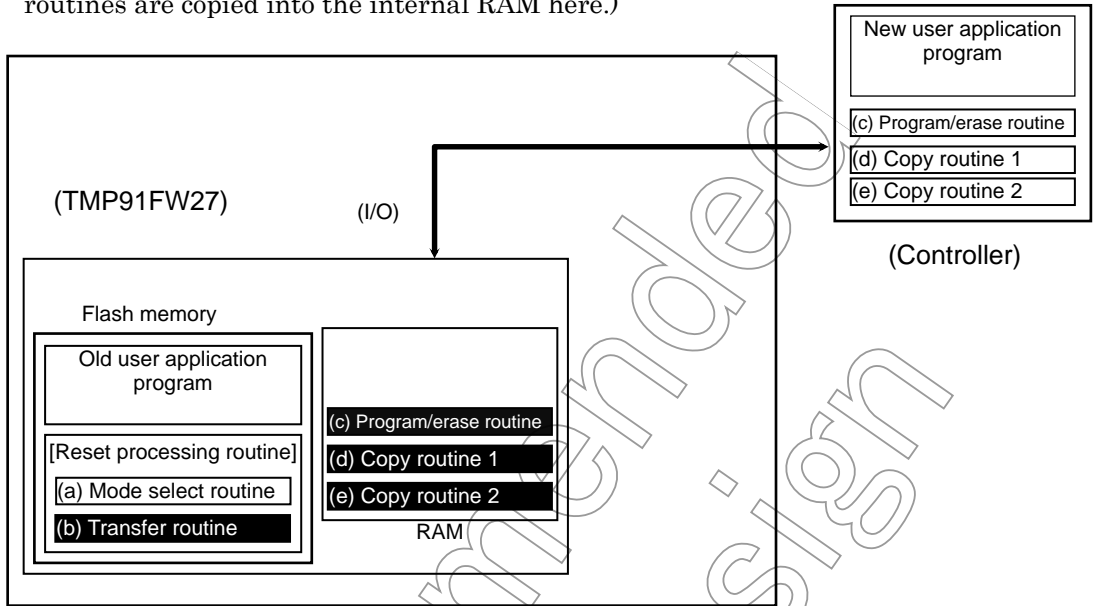 routines are copied into the internal RAM here.)
New user application
program
(c) Program/erase routine
(d) Copy routine 1
(e) Copy routine 2
(Controller)
(TMP91FW27)
(I/O)
Flash memory
Old user application
program
[Reset processing routine]
(a) Mode select routine
(b) Transfer routine
(c) Program/erase routine
(d) Copy routine 1
(e) Copy routine 2
RAM
mended
sign